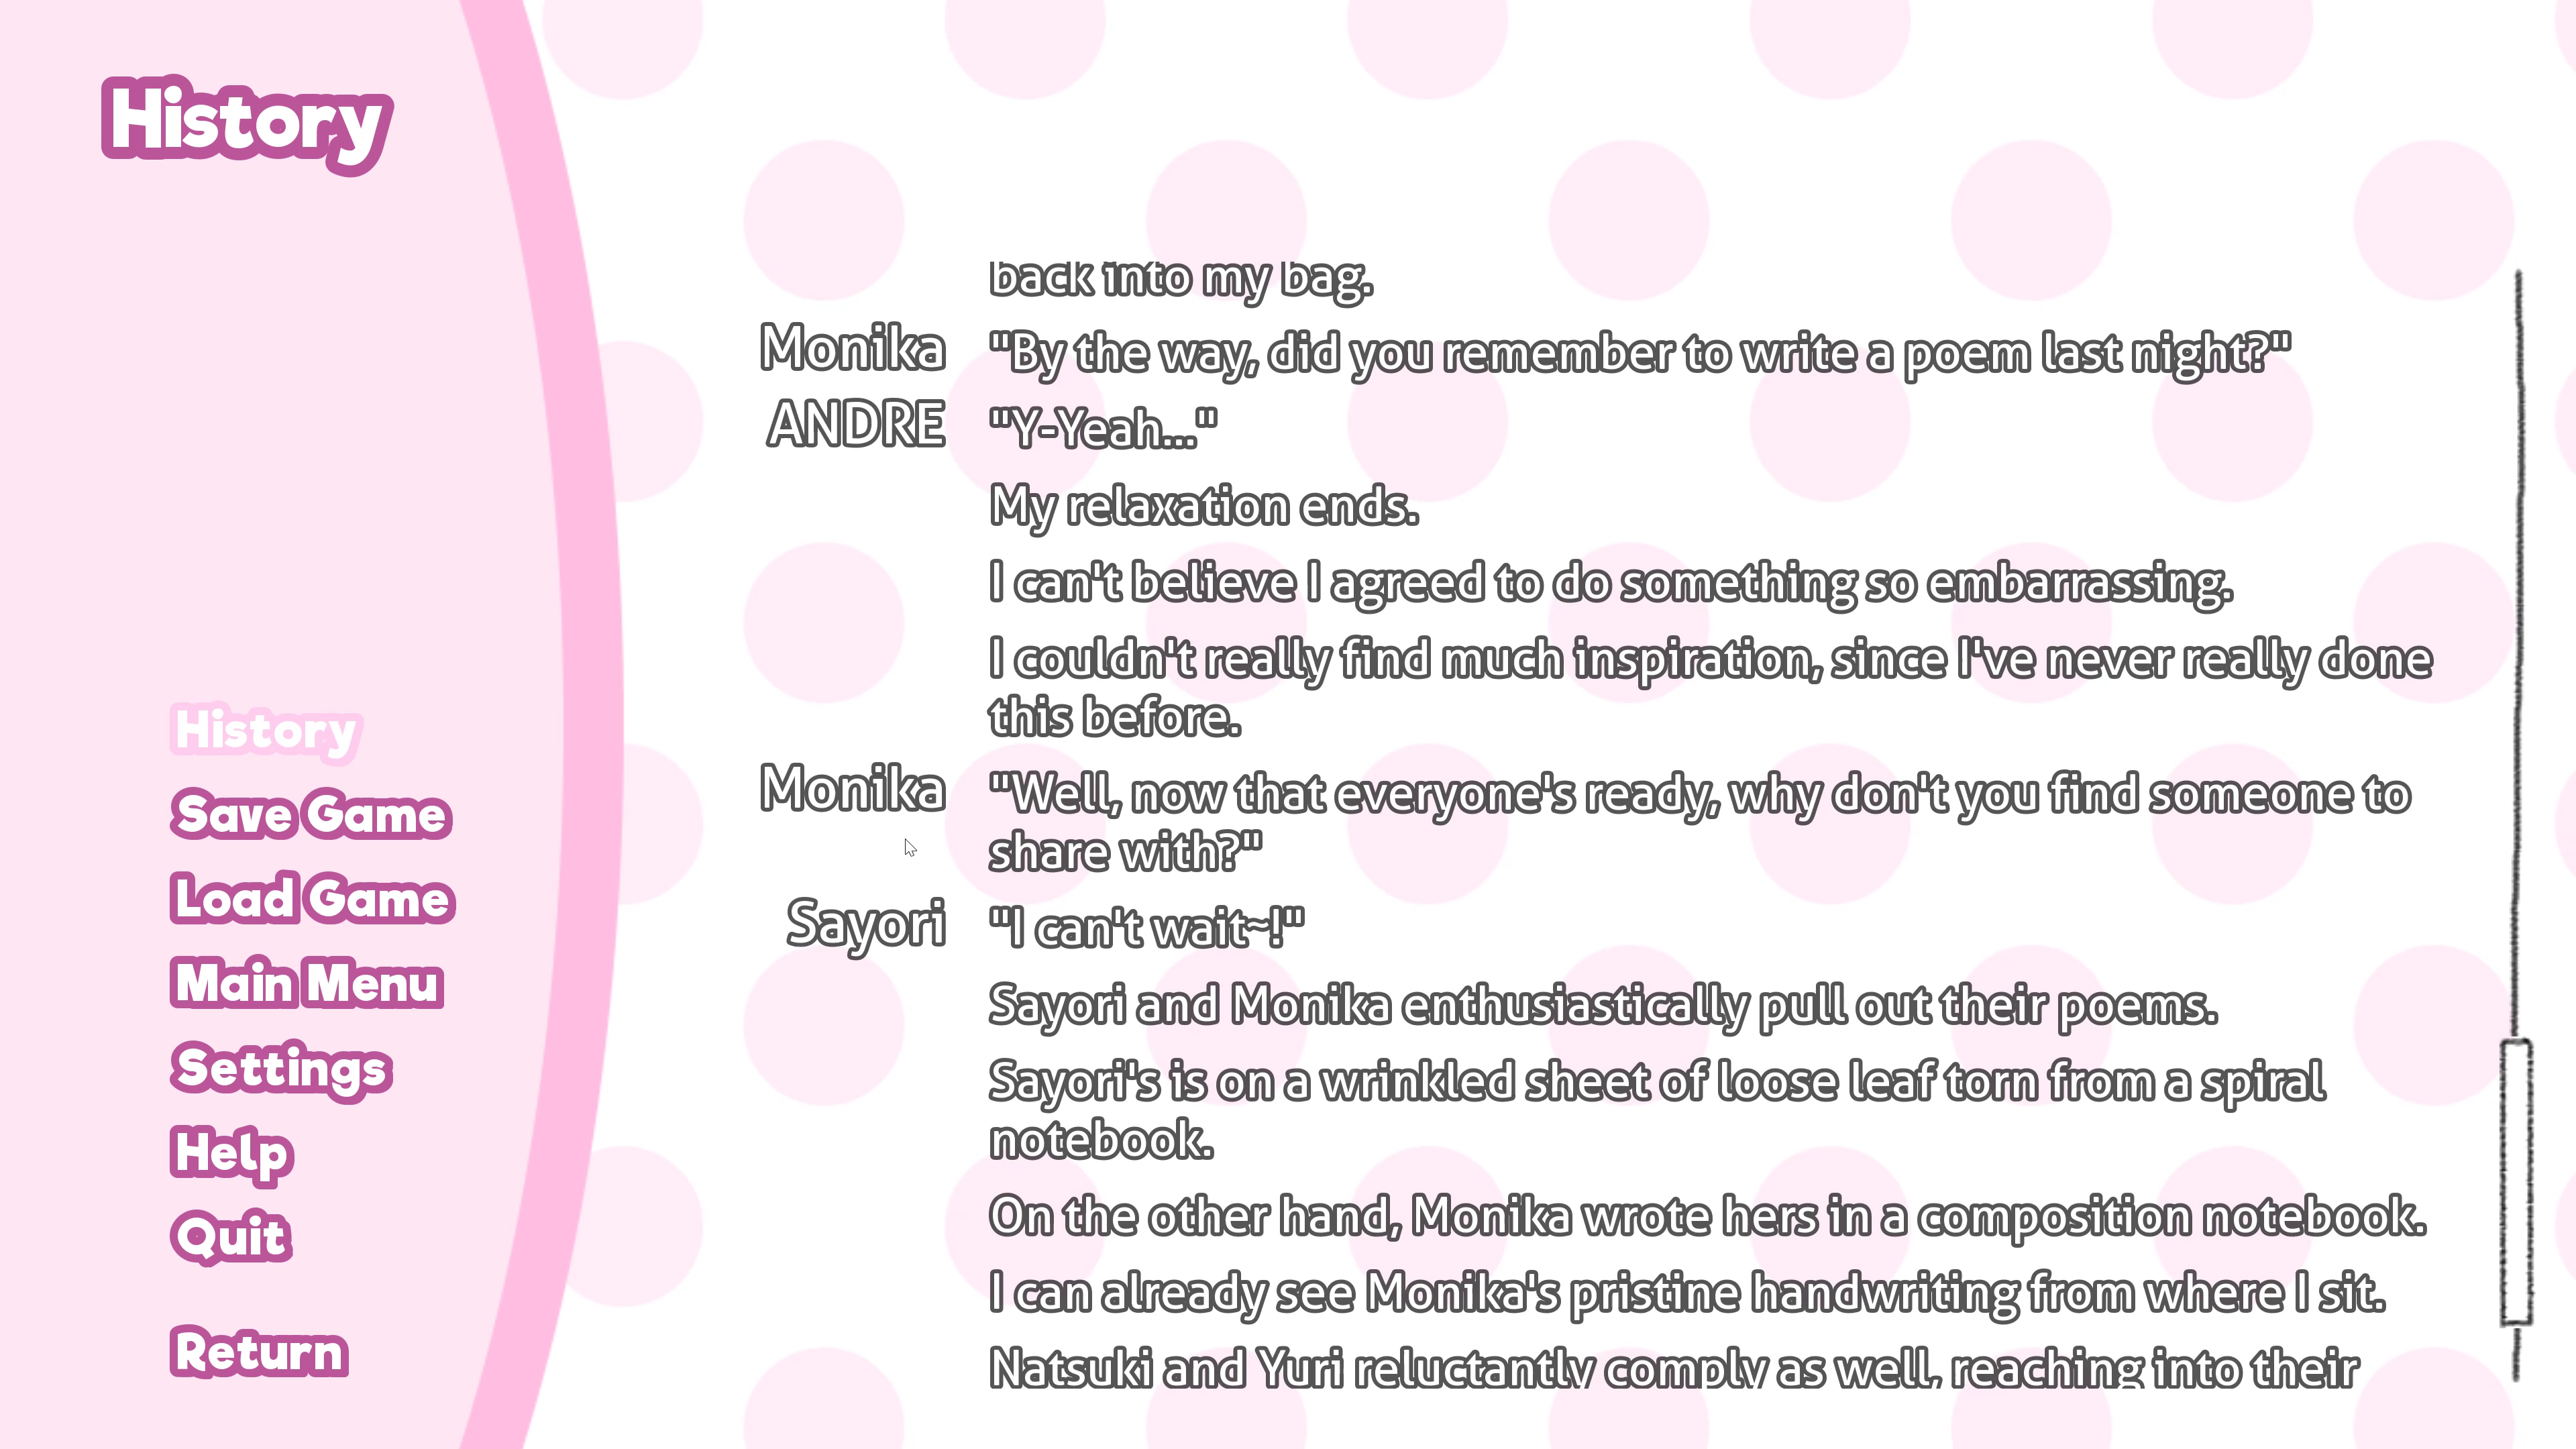 History
back into my bag.
Monika "By the way, did you remember to write a poem last night?"
ANDRE "Y-Yeah..."
My relaxation ends.
I can't believe I agreed to do something so embarrassing.
I couldn't really find much inspiration, since I've never really done
this before.
Monika "Well, now that everyone's ready, why don't you find someone to
share with?"
Sayori "I can't wait~!"
Sayori and Monika enthusiastically pull out their poems.
Sayori's is on a wrinkled sheet of loose leaf torn from a spiral
notebook.
On the other hand, Monika wrote hers in a composition notebook.
I can already see Monika's pristine handwriting from where I sit.
Natsuki and Yuri reluctantly comply as well, reaching into their
History
Save Game
Load Game
Main Menu
Settings
Help
Quit
Return